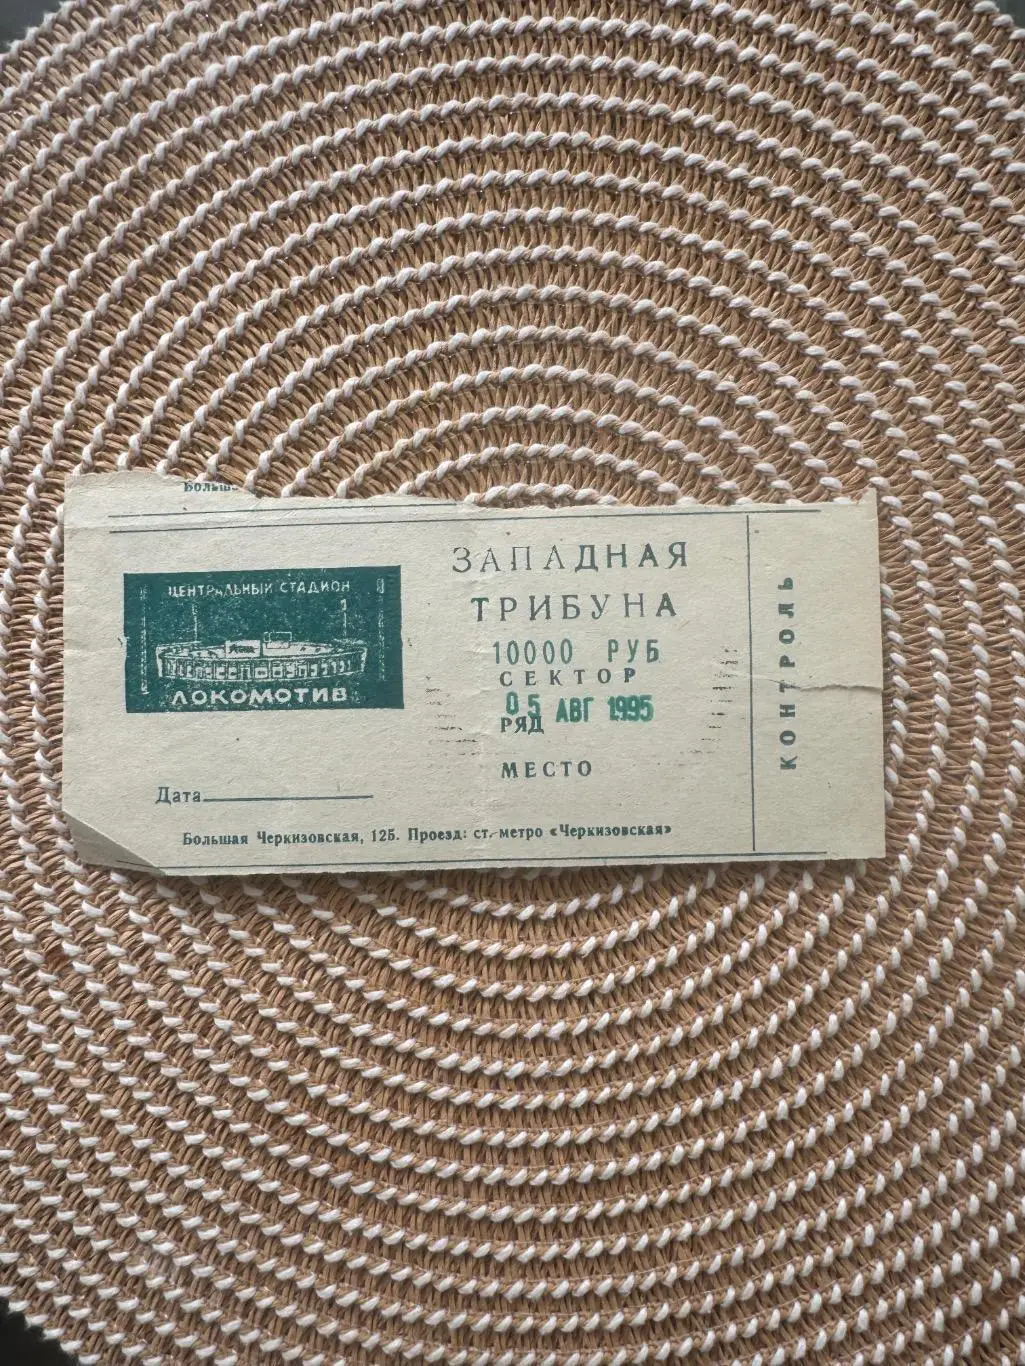 ЦЕНТРАЛЬНЫЙ СТАДИОН
ЛОКОМОТИВ
Дата
ЗАПАДНАЯ
ТРИБУНА
10000 РУБ
СЕКТОР
05 АВГ 1995
РЯД
МЕСТО
Большая Черкизовская, 125. Проезд: ст. метро «Черкизовская»
КОНТРОЛЬ